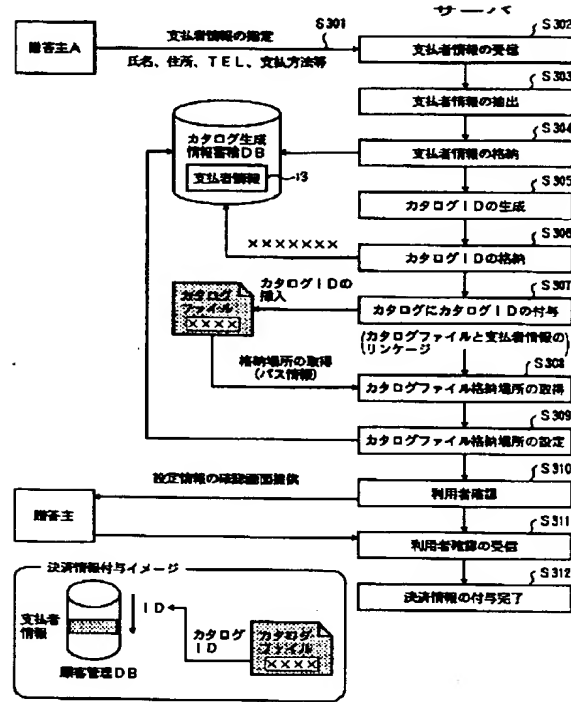 サーバ
S301
S302
支払者情報の指定
贈答主A
支払者情報の受信
氏名、住所、TEL、支払方法等
S303
支払者情報の抽出
S304
カタログ生成
情報蓄積DB
支払者情報
13
支払者情報の格納
S305
カタログIDの生成
S306
×××××××
カタログIDの格納
S307
カタログIDの
挿入
カタログ
ファイル
××××
カタログにカタログIDの付与
(カタログファイルと支払者情報の
リンケージ)
格納場所の取得
(パス情報)
S308
カタログファイル格納場所の取得
S309
カタログファイル格納場所の設定
S310
設定情報の確認画面提供
利用者確認
贈答主
S311
利用者確認の受信
S312
決済情報の付与完了
決済情報付与イメージ
支払者
情報
ID
カタログ
ID
カタログ
ファイル
××××
顧客管理DB